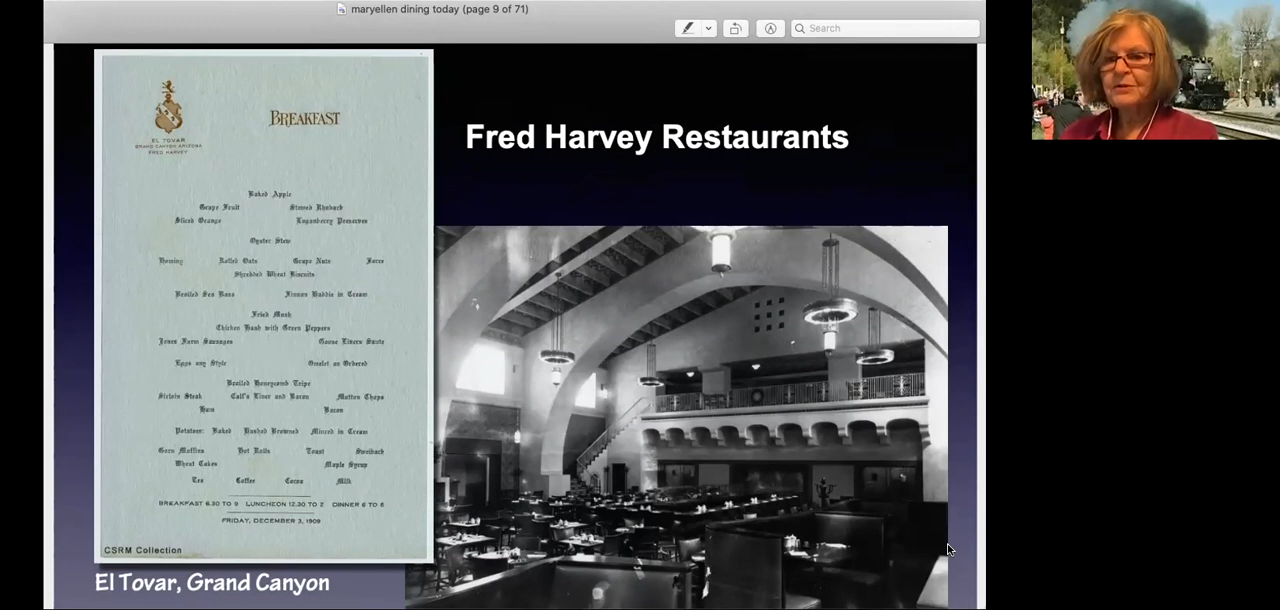 maryellen dining today (page 9 of 71)
Search
Fred Harvey Restaurants
BREAKFAST
EL TOVAR
GRAND CANYON ARIZONA
FRED HARVEY
Baked Apple
Grape Fruit Stewed Rhubarb
Sliced Orange Loganberry Preserves
Oyster Stew
Hominy Rolled Oats Grape Nuts Force
Shredded Wheat Biscuits
Broiled Sea Bass Finnan Haddie in Cream
Fried Mush
Chicken Hash with Green Peppers
Jones Farm Sausages Goose Livers Saute
Eggs any Style Omelet as Ordered
Broiled Honeycomb Tripe
Sirloin Steak Calf's Liver and Bacon Mutton Chops
Ham Bacon
Potatoes: Baked Hashed Browned Minced in Cream
Corn Muffins Hot Rolls Toast Zwieback
Wheat Cakes Maple Syrup
Tea Coffee Cocoa Milk
BREAKFAST 6.30 TO 9 LUNCHEON 12.30 TO 2 DINNER 6 TO 8
FRIDAY, DECEMBER 3, 1909
CSRM Collection
El Tovar, Grand Canyon